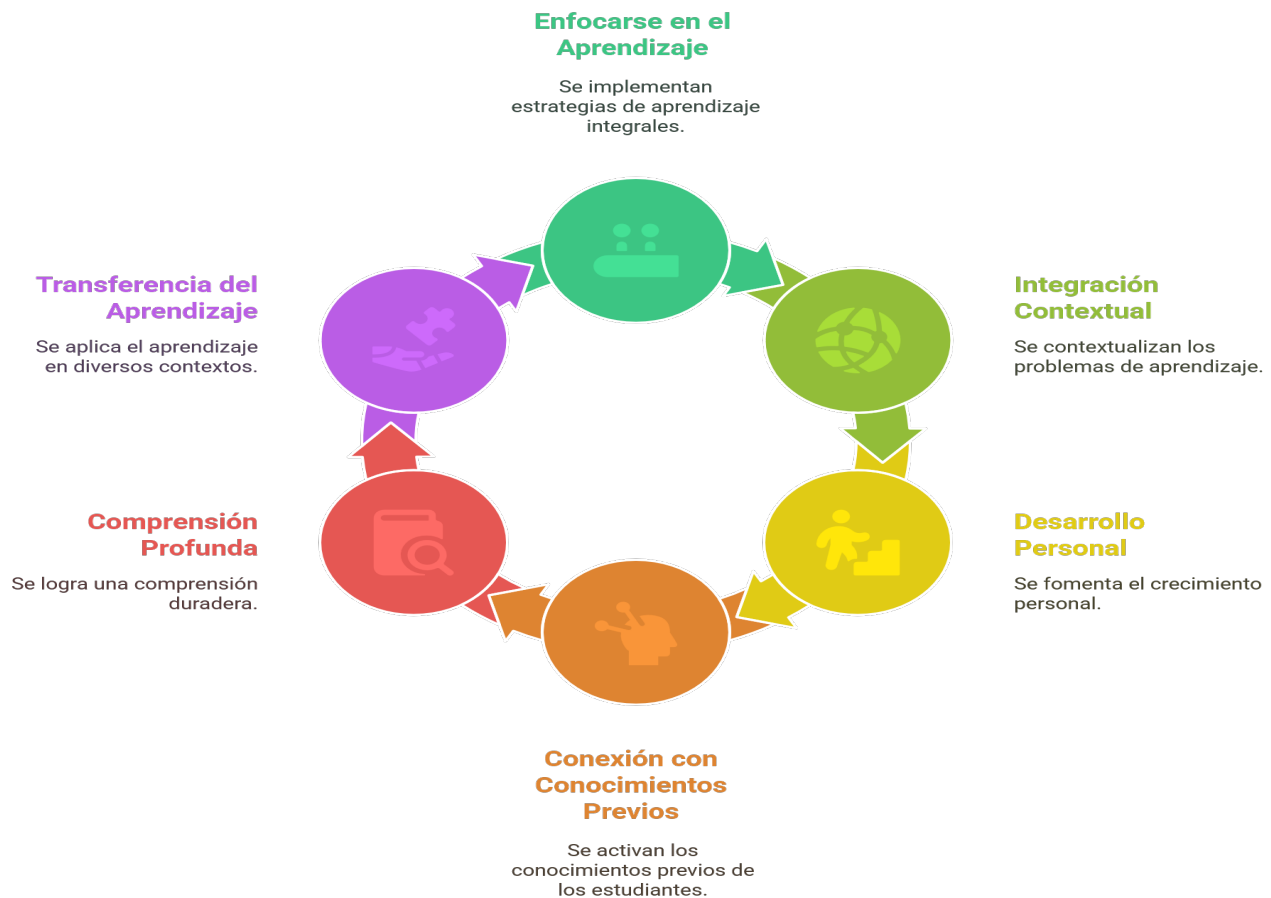 Enfocarse en el
Aprendizaje
Se implementan
estrategias de aprendizaje
integrales.
Transferencia del
Aprendizaje
Se aplica el aprendizaje
en diversos contextos.
Integración
Contextual
Se contextualizan los
problemas de aprendizaje.
Comprensión
Profunda
Se logra una comprensión
duradera.
Desarrollo
Personal
Se fomenta el crecimiento
personal.
Conexión con
Conocimientos
Previos
Se activan los
conocimientos previos de
los estudiantes.